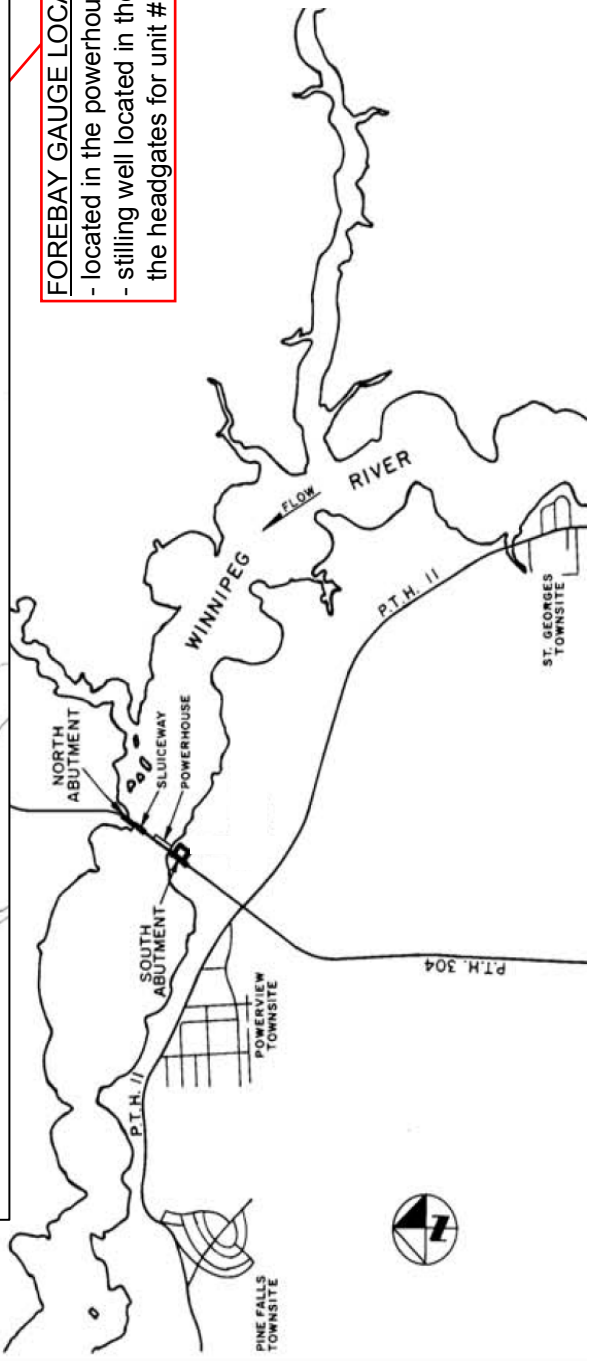 FOREBAY GAUGE LOCA
- located in the powerhou
- stilling well located in the
the headgates for unit #
NORTH
ABUTMENT
SLUICEWAY
POWERHOUSE
SOUTH
ABUTMENT
WINNIPEG
FLOW
RIVER
P.T.H. 11
P.T.H. 11
P.T.H. 304
POWERVIEW
TOWNSITE
PINE FALLS
TOWNSITE
ST. GEORGES
TOWNSITE
N